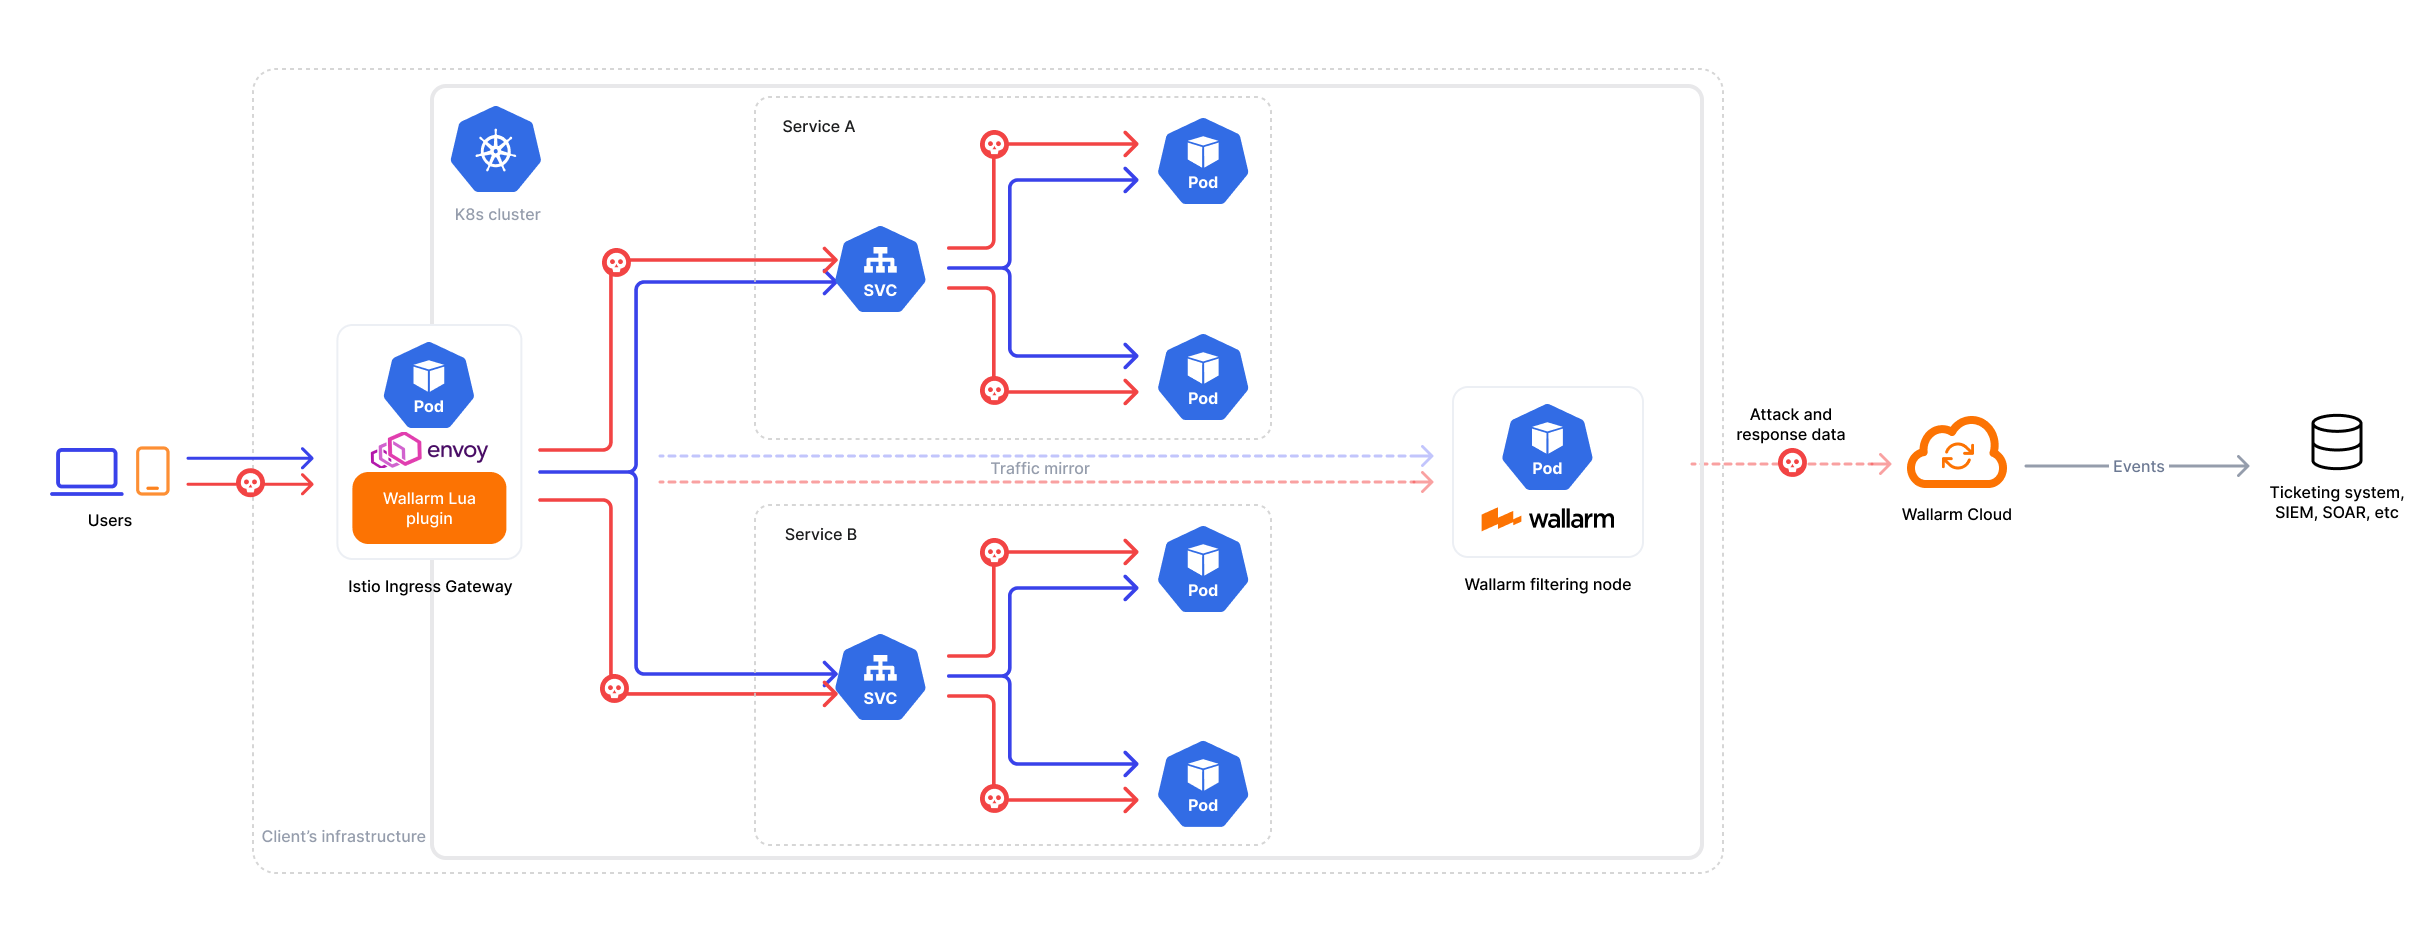 Users
Client's infrastructure
K8s cluster
Pod
envoy
Wallarm Lua
plugin
Istio Ingress Gateway
Service A
SVC
Pod
Pod
Traffic mirror
Service B
SVC
Pod
Pod
Pod
wallarm
Wallarm filtering node
Attack and
response data
Wallarm Cloud
Events
Ticketing system,
SIEM, SOAR, etc